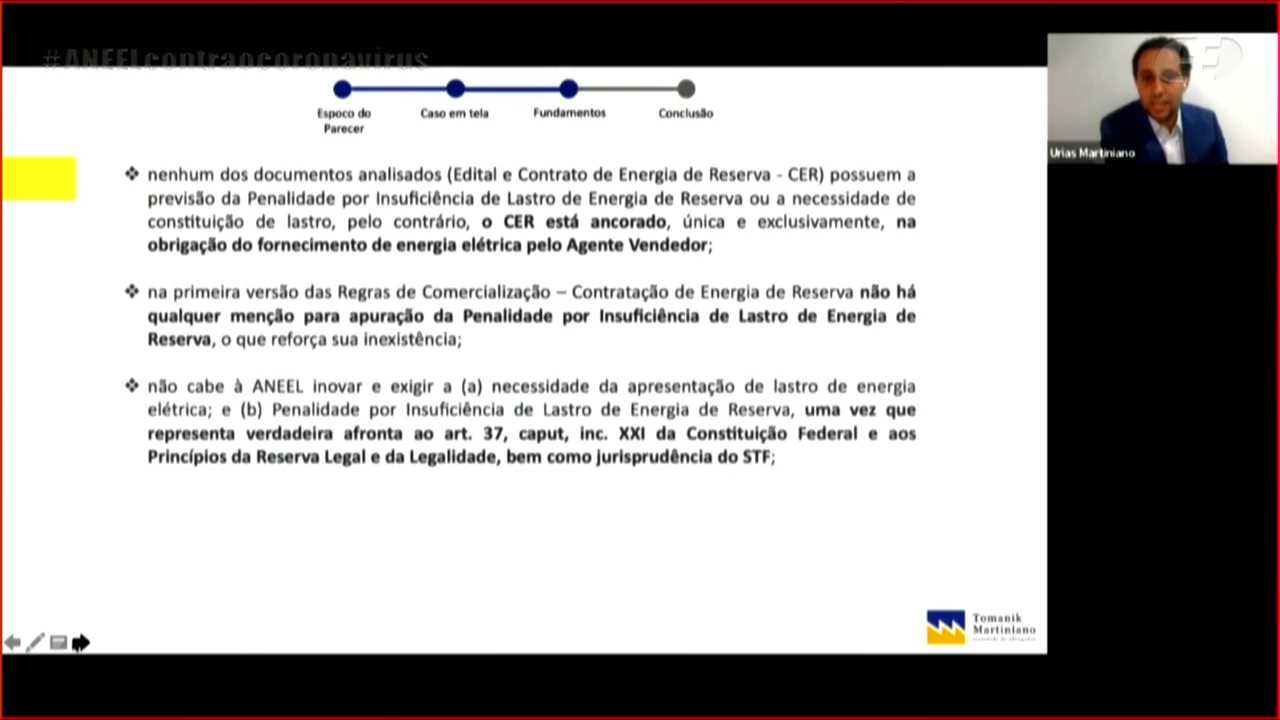 #ANEELcontraocoronavirus
Espoco do
Parecer
Caso em tela
Fundamentos
Conclusão
Urias Martiniano
❖ nenhum dos documentos analisados (Edital e Contrato de Energia de Reserva - CER) possuem a
previsão da Penalidade por Insuficiência de Lastro de Energia de Reserva ou a necessidade de
constituição de lastro, pelo contrário, o CER está ancorado, única e exclusivamente, na
obrigação do fornecimento de energia elétrica pelo Agente Vendedor;
❖ na primeira versão das Regras de Comercialização – Contratação de Energia de Reserva não há
qualquer menção para apuração da Penalidade por Insuficiência de Lastro de Energia de
Reserva, o que reforça sua inexistência;
❖ não cabe à ANEEL inovar e exigir a (a) necessidade da apresentação de lastro de energia
elétrica; e (b) Penalidade por Insuficiência de Lastro de Energia de Reserva, uma vez que
representa verdadeira afronta ao art. 37, caput, inc. XXI da Constituição Federal e aos
Princípios da Reserva Legal e da Legalidade, bem como jurisprudência do STF;
Tomanik
Martiniano